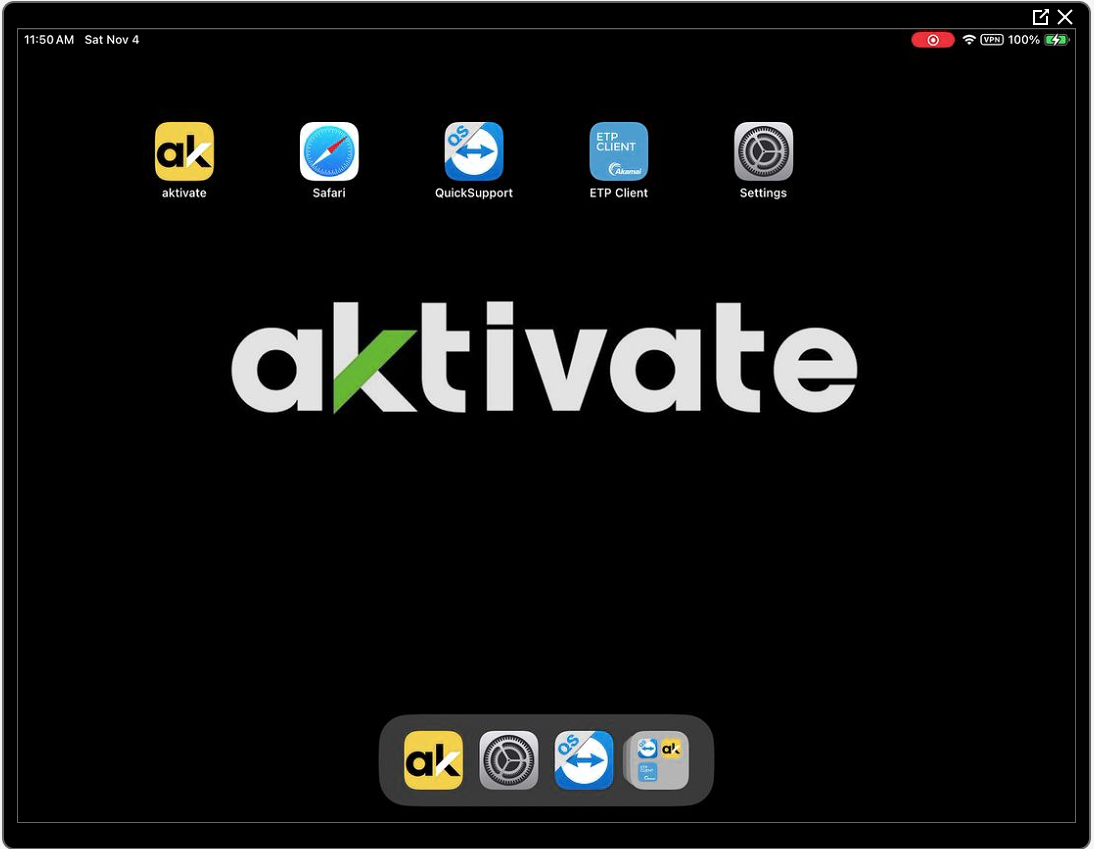 11:50 AM Sat Nov 4
VPN 100%
ak
QS
ETP
CLIENT
Akamai
aktivate
Safari
QuickSupport
ETP Client
Settings
aktivate
ak
QS
ak